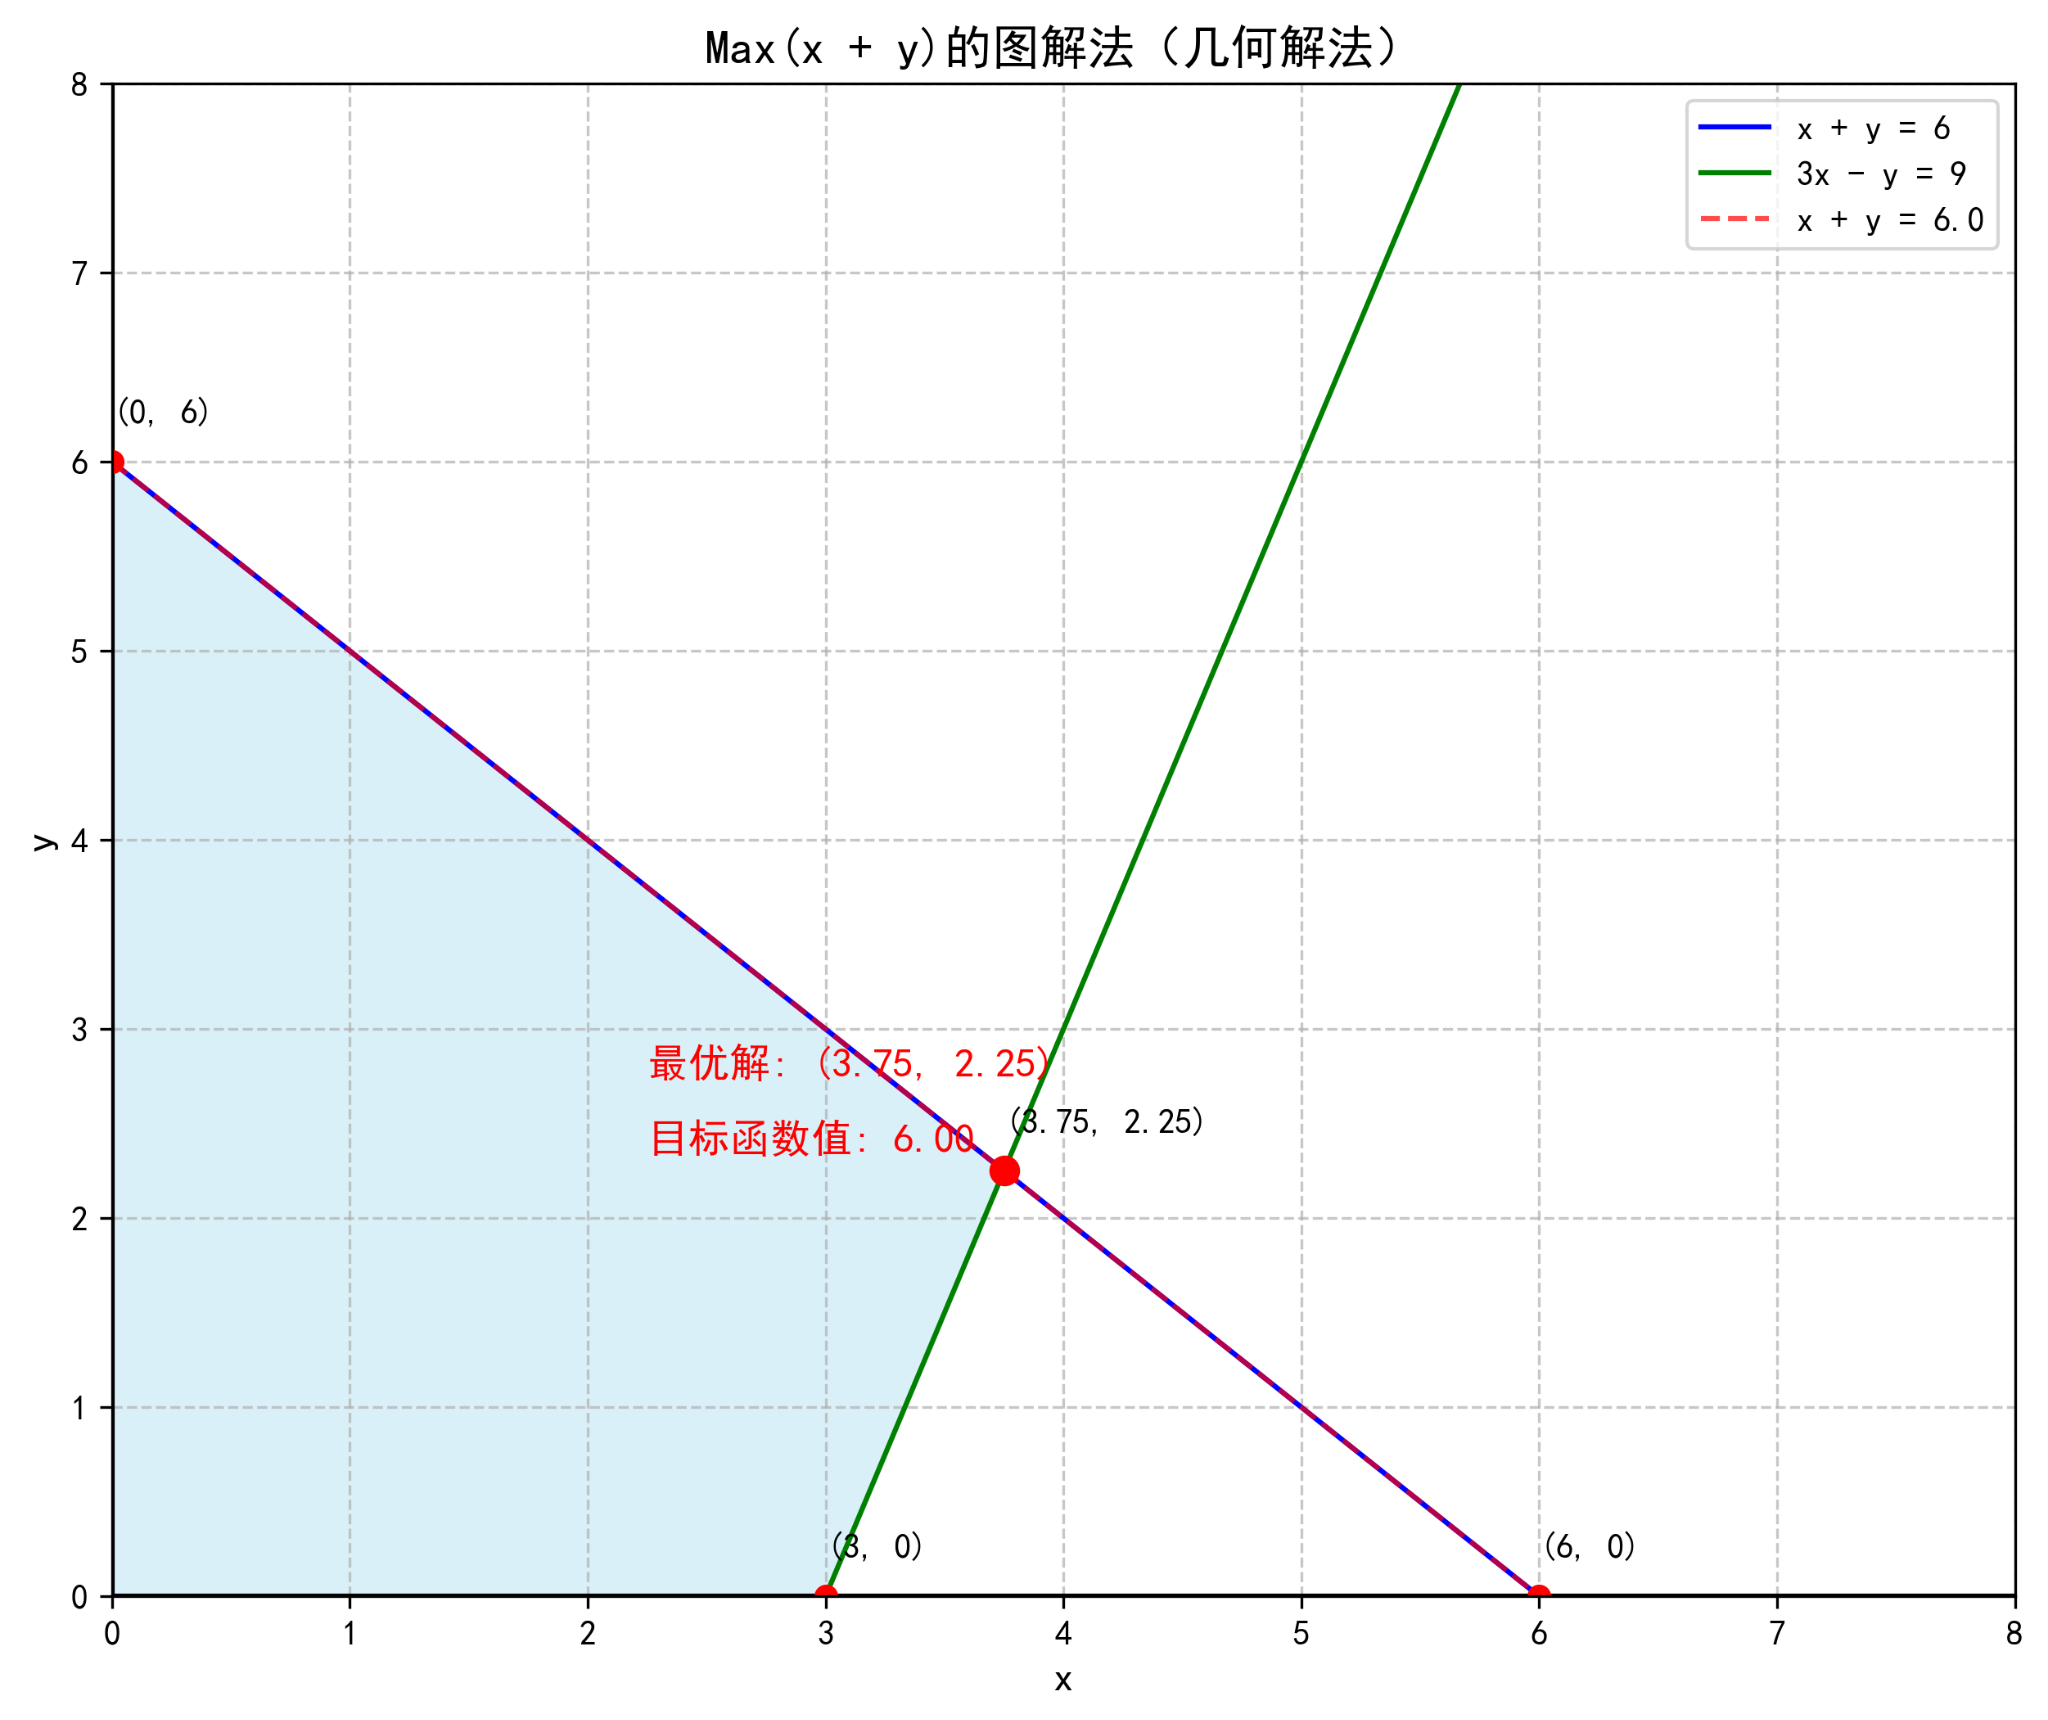 Max(x + y)的图解法（几何解法）
x + y = 6
3x - y = 9
x + y = 6.0
8
7
6
5
4
3
2
1
0
y
(0, 6)
最优解: (3.75, 2.25)
目标函数值: 6.00
(3.75, 2.25)
(3, 0)
(6, 0)
0 1 2 3 4 5 6 7 8
x